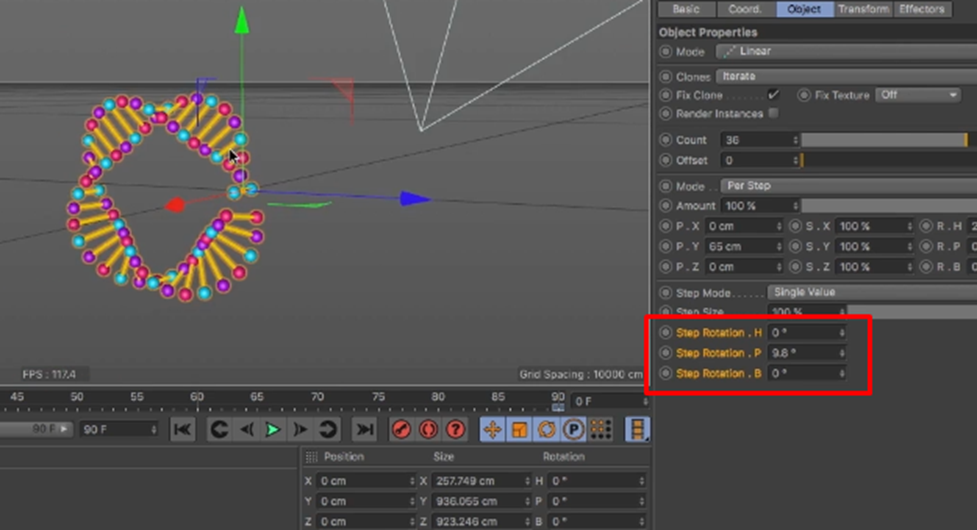 Basic Coord. Object Transform Effectors
Object Properties
Mode Linear
Clones Iterate
Fix Clone ....... Fix Texture Off
Render Instances
Count 36
Offset 0
Mode .. Per Step
Amount 100 %
P . X 0 cm S . X 100 % R . H 2
P . Y 65 cm S . Y 100 % R . P 0
P . Z 0 cm S . Z 100 % R . B 0
Step Mode...... Single Value
Step Size 100 %
Step Rotation . H 0 °
Step Rotation . P 9.8 °
Step Rotation . B 0 °
FPS : 117.4 Grid Spacing : 10000 cm
45 50 55 60 65 70 75 80 85 90 0 F
90 F 90 F
Position Size Rotation
X 0 cm X 257.749 cm H 0 °
Y 0 cm Y 936.055 cm P 0 °
Z 0 cm Z 923.246 cm B 0 °